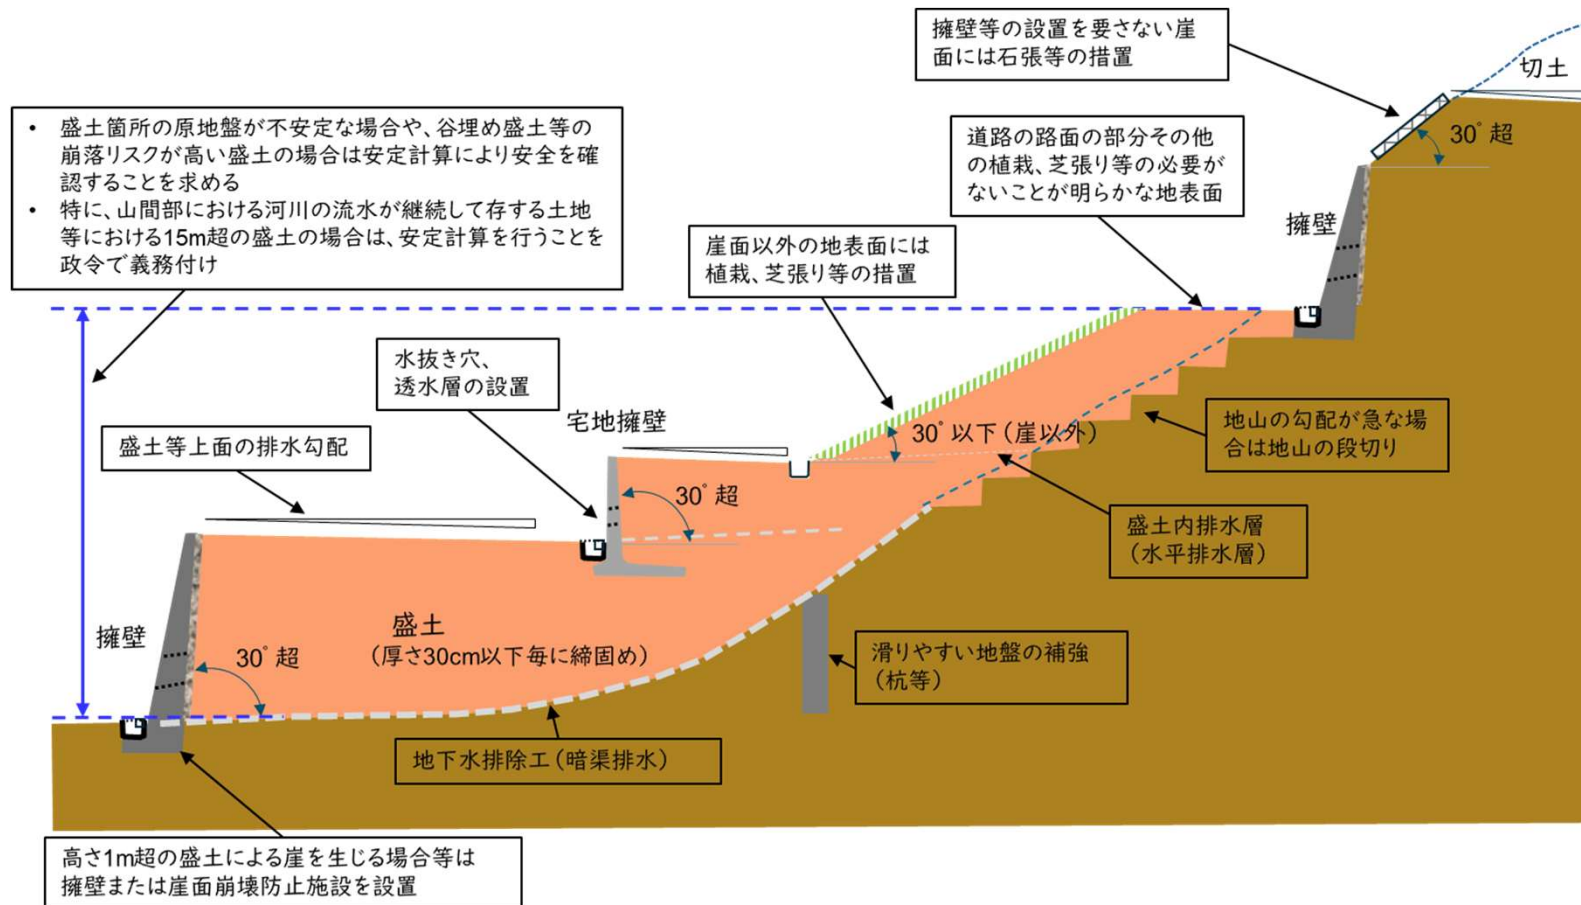 擁壁等の設置を要さない崖
面には石張等の措置
切土
30°超
• 盛土箇所の原地盤が不安定な場合や、谷埋め盛土等の
崩落リスクが高い盛土の場合は安定計算により安全を確
認することを求める
• 特に、山間部における河川の流水が継続して存する土地
等における15m超の盛土の場合は、安定計算を行うことを
政令で義務付け
道路の路面の部分その他
の植栽、芝張り等の必要が
ないことが明らかな地表面
擁壁
崖面以外の地表面には
植栽、芝張り等の措置
水抜き穴、
透水層の設置
宅地擁壁
盛土等上面の排水勾配
30°以下(崖以外)
地山の勾配が急な場
合は地山の段切り
30°超
盛土内排水層
(水平排水層)
擁壁
30°超
盛土
(厚さ30cm以下毎に締固め)
滑りやすい地盤の補強
(杭等)
地下水排除工(暗渠排水)
高さ1m超の盛土による崖を生じる場合等は
擁壁または崖面崩壊防止施設を設置